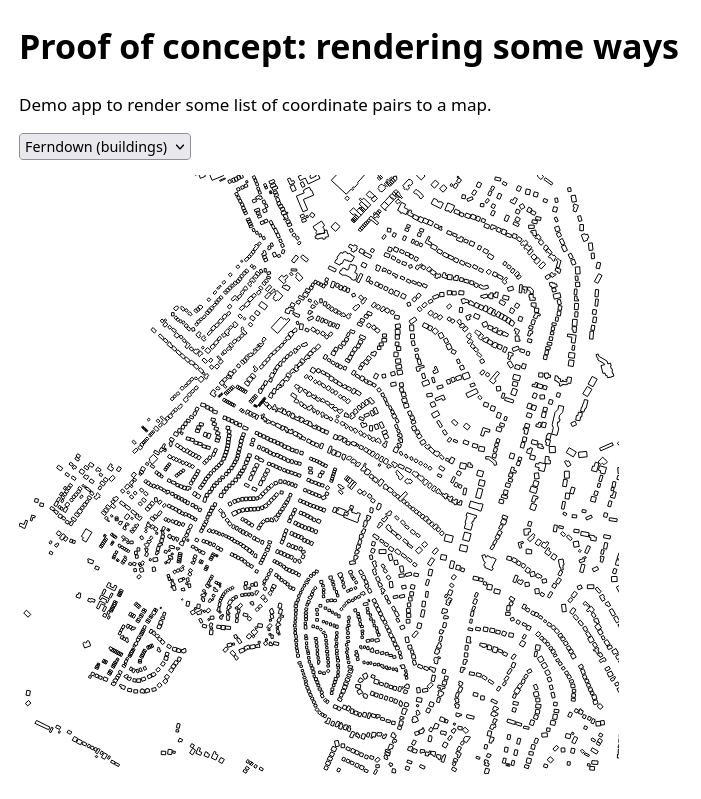 Proof of concept: rendering some ways
Demo app to render some list of coordinate pairs to a map.
Ferndown (buildings)